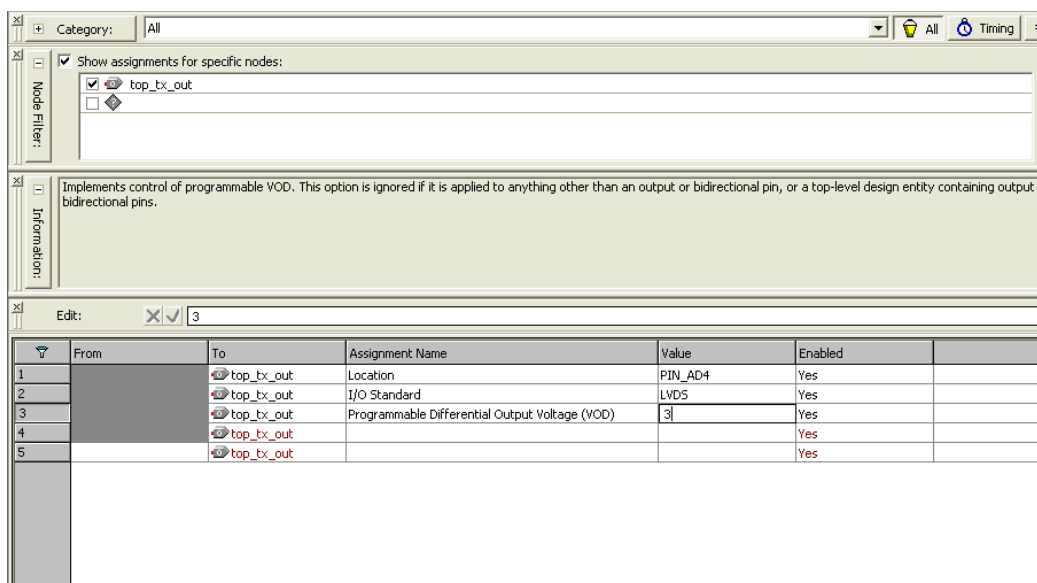 Category: All All Timing
Show assignments for specific nodes:
top_tx_out
Node Filter:
Implements control of programmable VOD. This option is ignored if it is applied to anything other than an output or bidirectional pin, or a top-level design entity containing output
bidirectional pins.
Information:
Edit: 3
From To Assignment Name Value Enabled
1 top_tx_out Location PIN_AD4 Yes
2 top_tx_out I/O Standard LVDS Yes
3 top_tx_out Programmable Differential Output Voltage (VOD) 3 Yes
4 top_tx_out Yes
5 top_tx_out Yes